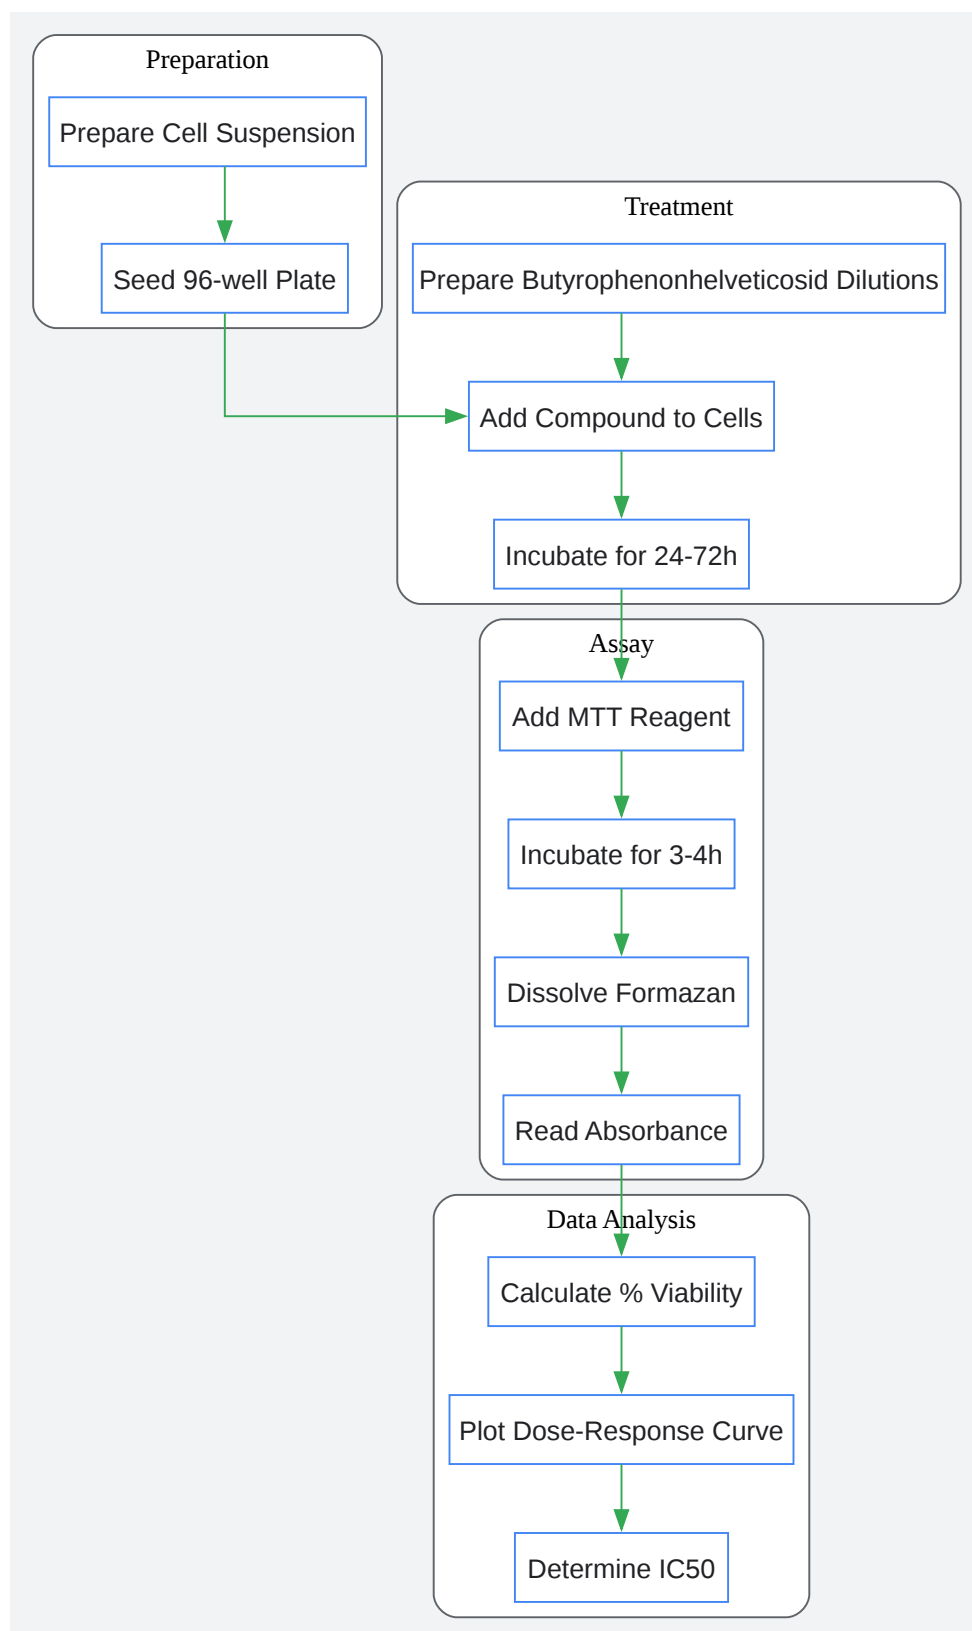 Preparation
Prepare Cell Suspension
Seed 96-well Plate
Treatment
Prepare Butyrophenonhelveticosid Dilutions
Add Compound to Cells
Incubate for 24-72h
Assay
Add MTT Reagent
Incubate for 3-4h
Dissolve Formazan
Read Absorbance
Data Analysis
Calculate % Viability
Plot Dose-Response Curve
Determine IC50